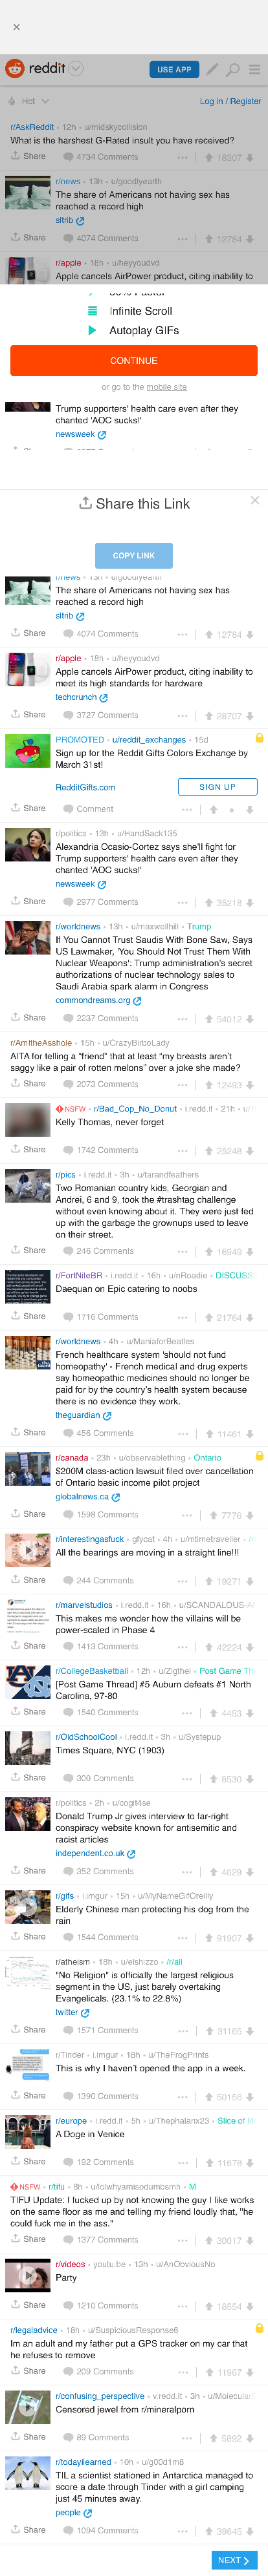 ×
reddit
USE APP
Hot
Log in / Register
r/AskReddit • 12h • u/midskycollision
What is the harshest G-Rated insult you have received?
Share 4734 Comments ••• 18307
r/news • 13h • u/goodlyearth
The share of Americans not having sex has
reached a record high
sltrib
Share 4074 Comments ••• 12784
r/apple • 18h • u/heyyoudvd
Apple cancels AirPower product, citing inability to
50% Faster
Infinite Scroll
Autoplay GIFs
CONTINUE
or go to the mobile site
Trump supporters' health care even after they
chanted 'AOC sucks!'
newsweek
Share this Link
×
COPY LINK
r/news • 13h • u/goodlyearth
The share of Americans not having sex has
reached a record high
sltrib
Share 4074 Comments ••• 12784
r/apple • 18h • u/heyyoudvd
Apple cancels AirPower product, citing inability to
meet its high standards for hardware
techcrunch
Share 3727 Comments ••• 28707
PROMOTED • u/reddit_exchanges • 15d
Sign up for the Reddit Gifts Colors Exchange by
March 31st!
RedditGifts.com
SIGN UP
Share Comment ••• •
r/politics • 13h • u/HandSack135
Alexandria Ocasio-Cortez says she'll fight for
Trump supporters' health care even after they
chanted 'AOC sucks!'
newsweek
Share 2977 Comments ••• 35218
r/worldnews • 13h • u/maxwellhill • Trump
If You Cannot Trust Saudis With Bone Saw, Says
US Lawmaker, 'You Should Not Trust Them With
Nuclear Weapons'; Trump administration's secret
authorizations of nuclear technology sales to
Saudi Arabia spark alarm in Congress
commondreams.org
Share 2237 Comments ••• 54012
r/AmItheAsshole • 15h • u/CrazyBirboLady
AITA for telling a “friend” that at least “my breasts aren’t
saggy like a pair of rotten melons” over a joke she made?
Share 2073 Comments ••• 12493
NSFW • r/Bad_Cop_No_Donut • i.redd.it • 21h •
Kelly Thomas, never forget
Share 1742 Comments ••• 25248
r/pics • i.redd.it • 3h • u/tarandfeathers
Two Romanian country kids, Georgian and
Andrei, 6 and 9, took the #trashtag challenge
without even knowing about it. They were just fed
up with the garbage the grownups used to leave
on their street.
Share 246 Comments ••• 16949
r/FortNiteBR • i.redd.it • 16h • u/nRoadie • DISCUSS
Daequan on Epic catering to noobs
Share 1716 Comments ••• 21764
r/worldnews • 4h • u/ManiaforBeatles
French healthcare system 'should not fund
homeopathy' - French medical and drug experts
say homeopathic medicines should no longer be
paid for by the country’s health system because
there is no evidence they work.
theguardian
Share 456 Comments ••• 11461
r/canada • 23h • u/observablething • Ontario
$200M class-action lawsuit filed over cancellation
of Ontario basic income pilot project
globalnews.ca
Share 1598 Comments ••• 7776
r/interestingasfuck • gfycat • 4h • u/mtimetraveller
All the bearings are moving in a straight line!!!
Share 244 Comments ••• 19271
r/marvelstudios • i.redd.it • 16h • u/SCANDALOUS-A
This makes me wonder how the villains will be
power-scaled in Phase 4
Share 1413 Comments ••• 42224
r/CollegeBasketball • 12h • u/Zigthel • Post Game Th
[Post Game Thread] #5 Auburn defeats #1 North
Carolina, 97-80
Share 1540 Comments ••• 4453
r/OldSchoolCool • i.redd.it • 3h • u/Systepup
Times Square, NYC (1903)
Share 300 Comments ••• 8530
r/politics • 2h • u/cogit4se
Donald Trump Jr gives interview to far-right
conspiracy website known for antisemitic and
racist articles
independent.co.uk
Share 352 Comments ••• 4629
r/gifs • i.imgur • 15h • u/MyNameGifOreilly
Elderly Chinese man protecting his dog from the
rain
Share 1544 Comments ••• 91907
r/atheism • 18h • u/elshizzo • /r/all
"No Religion" is officially the largest religious
segment in the US, just barely overtaking
Evangelicals. (23.1% to 22.8%)
twitter
Share 1571 Comments ••• 31165
r/Tinder • i.imgur • 18h • u/TheFrogPrints
This is why I haven’t opened the app in a week.
Share 1390 Comments ••• 50156
r/europe • i.redd.it • 5h • u/Thephalanx23 • Slice of life
A Doge in Venice
Share 192 Comments ••• 11678
NSFW • r/tifu • 8h • u/lolwhyamisodumbsmh • M
TIFU Update: I fucked up by not knowing the guy I like works
on the same floor as me and telling my friend loudly that, "he
could fuck me in the ass."
Share 1377 Comments ••• 30017
r/videos • youtu.be • 13h • u/AnObviousNo
Party
Share 1210 Comments ••• 18554
r/legaladvice • 18h • u/SuspiciousResponse6
Im an adult and my father put a GPS tracker on my car that
he refuses to remove
Share 209 Comments ••• 11967
r/confusing_perspective • v.redd.it • 3h • u/Molecular
Censored jewel from r/mineralporn
Share 89 Comments ••• 5892
r/todayilearned • 10h • u/g00d1m8
TIL a scientist stationed in Antarctica managed to
score a date through Tinder with a girl camping
just 45 minutes away.
people
Share 1094 Comments ••• 39845
NEXT